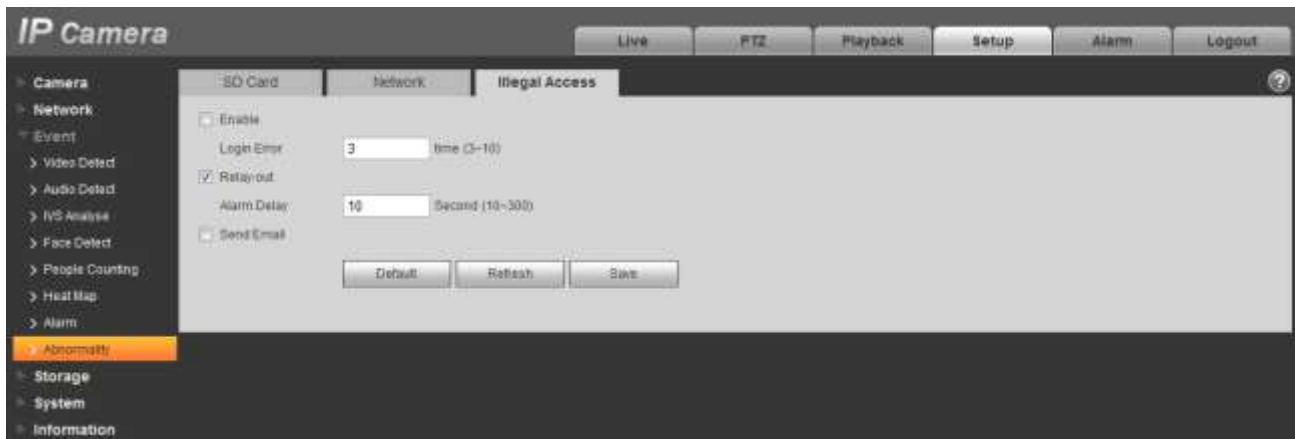 IP Camera
Live PTZ Playback Setup Alarm Logout
Camera
Network
Event
Video Detect
Audio Detect
IVS Analyse
Face Detect
People Counting
Heat Map
Alarm
Abnormality
Storage
System
Information
SD Card Network Illegal Access
?
Enable
Login Error 3 time (3~10)
Relay-out
Alarm Delay 10 Second (10~300)
Send Email
Default Refresh Save